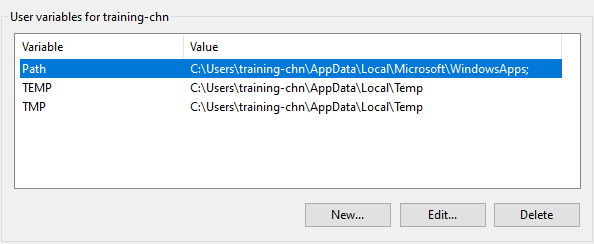 User variables for training-chn
Variable Value
Path C:\Users\training-chn\AppData\Local\Microsoft\WindowsApps;
TEMP C:\Users\training-chn\AppData\Local\Temp
TMP C:\Users\training-chn\AppData\Local\Temp
New... Edit... Delete